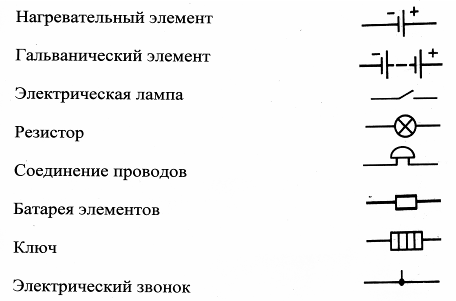 Нагревательный элемент
Гальванический элемент
Электрическая лампа
Резистор
Соединение проводов
Батарея элементов
Ключ
Электрический звонок